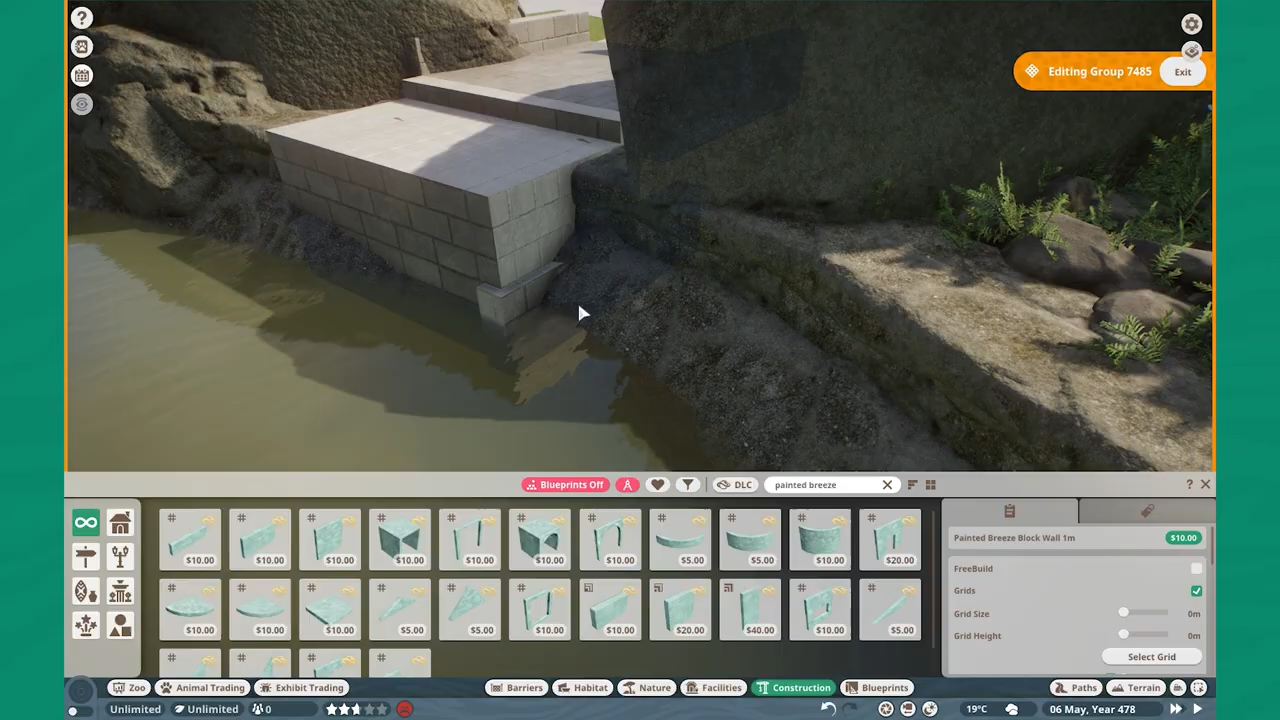 ?
Editing Group 7485
Exit
Blueprints Off
DLC
painted breeze
?
$10.00 $10.00 $10.00 $10.00 $10.00 $10.00 $10.00 $5.00 $5.00 $10.00 $20.00
$10.00 $10.00 $10.00 $5.00 $5.00 $10.00 $10.00 $20.00 $40.00 $10.00 $5.00
Painted Breeze Block Wall 1m $10.00
FreeBuild
Grids
Grid Size 0m
Grid Height 0m
Select Grid
Zoo Animal Trading Exhibit Trading Barriers Habitat Nature Facilities Construction Blueprints Paths Terrain
Unlimited Unlimited 0 19°C 06 May, Year 478